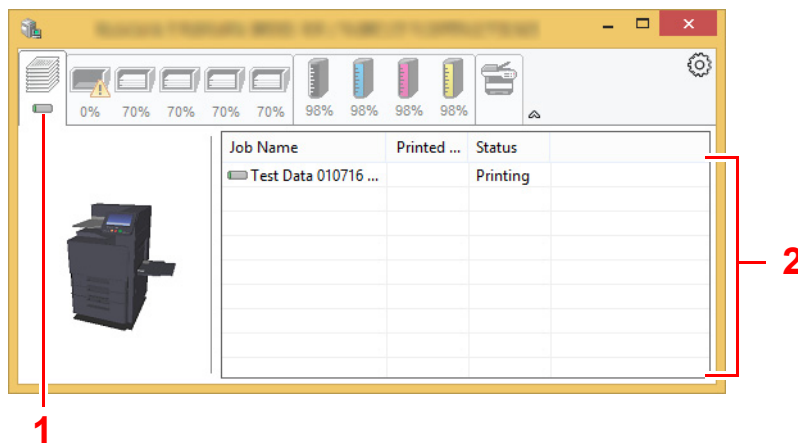 0% 70% 70% 70% 70% 98% 98% 98% 98%
Job Name Printed ... Status
Test Data 010716 ... Printing
2
1